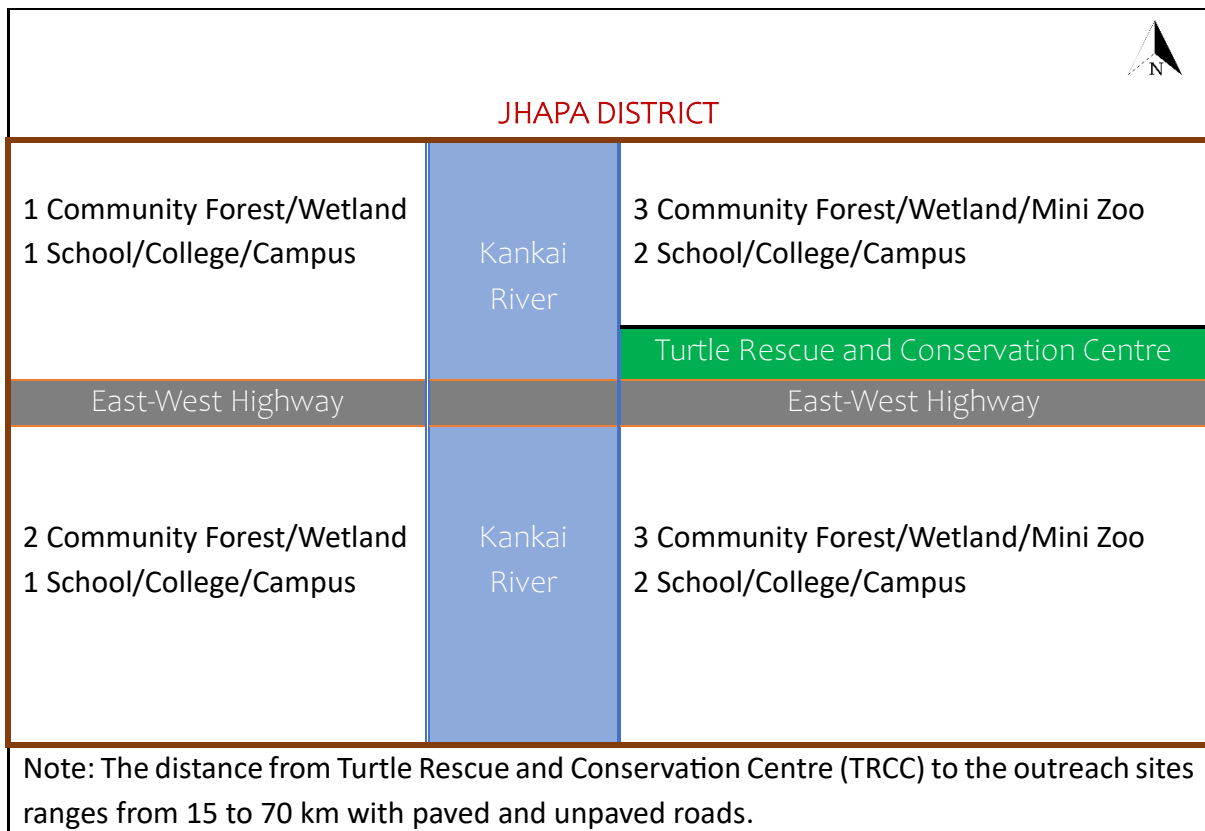 N
JHAPA DISTRICT
1 Community Forest/Wetland
1 School/College/Campus
Kankai
River
3 Community Forest/Wetland/Mini Zoo
2 School/College/Campus
Turtle Rescue and Conservation Centre
East-West Highway
East-West Highway
2 Community Forest/Wetland
1 School/College/Campus
Kankai
River
3 Community Forest/Wetland/Mini Zoo
2 School/College/Campus
Note: The distance from Turtle Rescue and Conservation Centre (TRCC) to the outreach sites
ranges from 15 to 70 km with paved and unpaved roads.